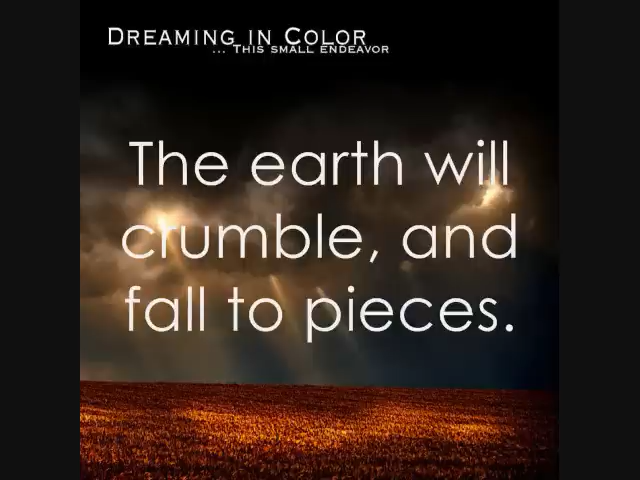 Dreaming in Color
... This small endeavor
The earth will
crumble, and
fall to pieces.